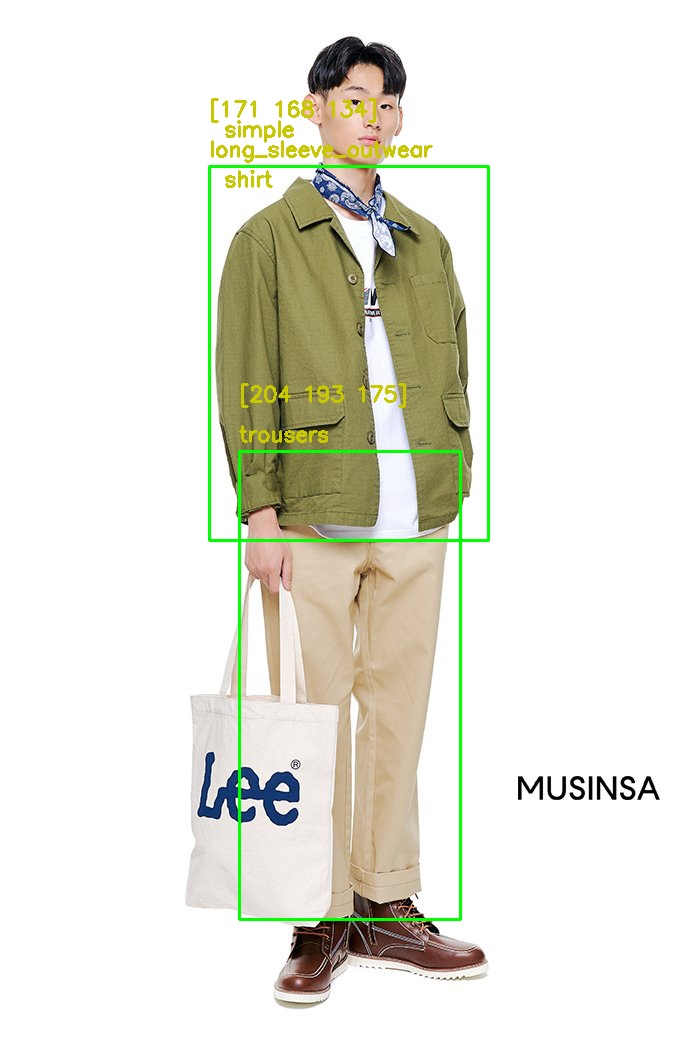 [171 168 134]
simple
long_sleeve_outwear
shirt
[204 193 175]
trousers
Lee®
MUSINSA